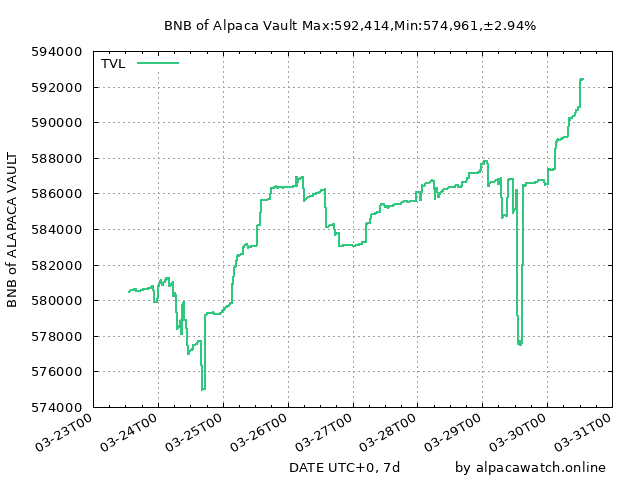 BNB of Alpaca Vault Max:592,414,Min:574,961,±2.94%
TVL
BNB of ALAPACA VAULT
594000
592000
590000
588000
586000
584000
582000
580000
578000
576000
574000
03-23T00
03-24T00
03-25T00
03-26T00
03-27T00
03-28T00
03-29T00
03-30T00
03-31T00
DATE UTC+0, 7d
by alpacawatch.online